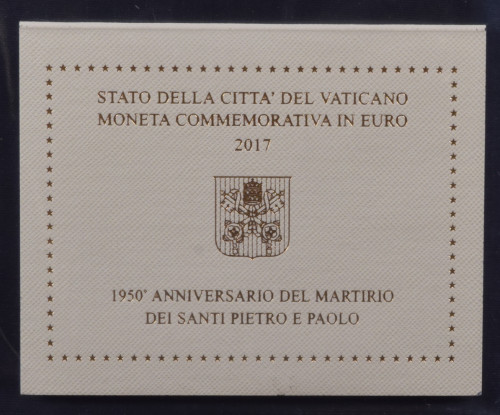 STATO DELLA CITTA' DEL VATICANO
MONETA COMMEMORATIVA IN EURO
2017
1950° ANNIVERSARIO DEL MARTIRIO
DEI SANTI PIETRO E PAOLO